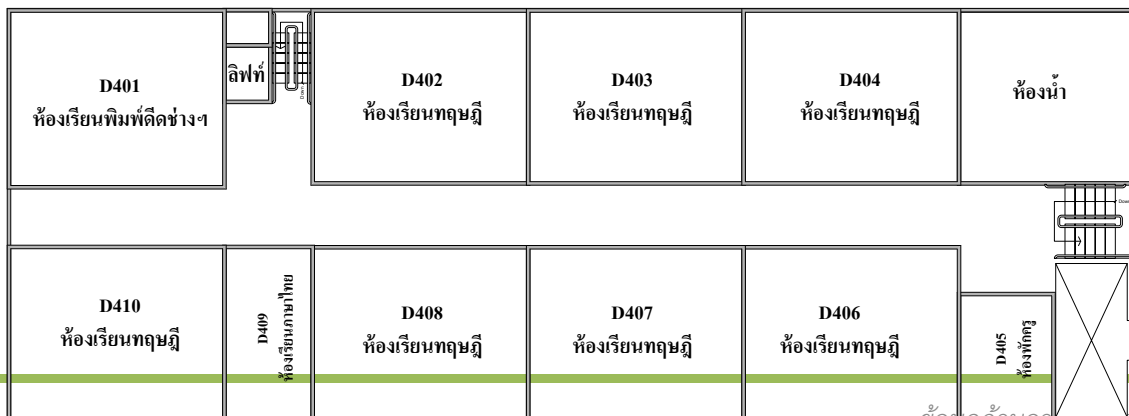 D401
ห้องเรียนพิมพ์ดีดช่างฯ
ลิฟท์
Down
D402
ห้องเรียนทฤษฎี
D403
ห้องเรียนทฤษฎี
D404
ห้องเรียนทฤษฎี
ห้องน้ำ
Down
D410
ห้องเรียนทฤษฎี
D409
ห้องเรียนภาษาไทย
D408
ห้องเรียนทฤษฎี
D407
ห้องเรียนทฤษฎี
D406
ห้องเรียนทฤษฎี
D405
ห้องพักครู